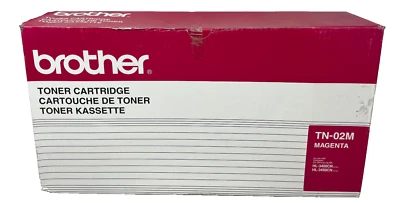 brother
TONER CARTRIDGE
CARTOUCHE DE TONER
TONER KASSETTE
TN-02M
MAGENTA